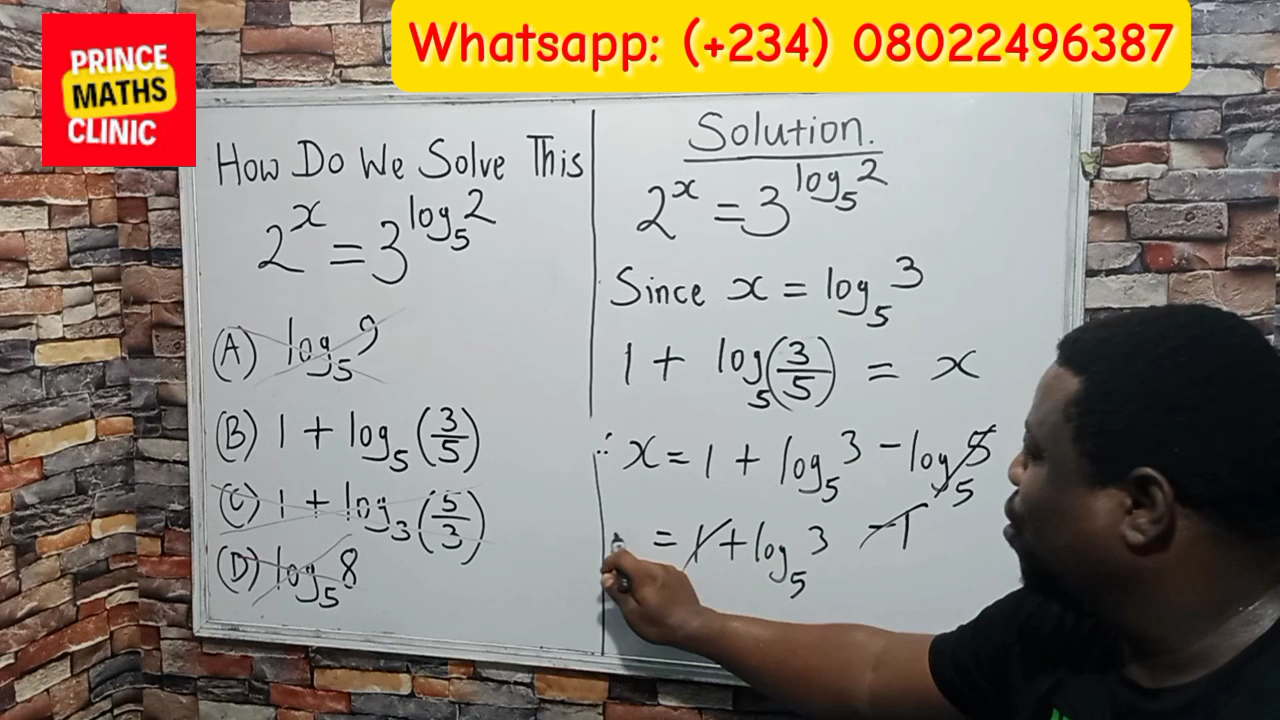 Whatsapp: (+234) 08022496387
PRINCE
MATHS
CLINIC
How Do We Solve This
2^x = 3^{log_5 2}
(A) log_5 9
(B) 1 + log_5 (3/5)
(C) 1 + log_3 (5/3)
(D) log_5 8
Solution.
2^x = 3^{log_5 2}
Since x = log_5 3
1 + log_5 (3/5) = x
∴ x = 1 + log_5 3 - log_5 5
= 1 + log_5 3 - 1